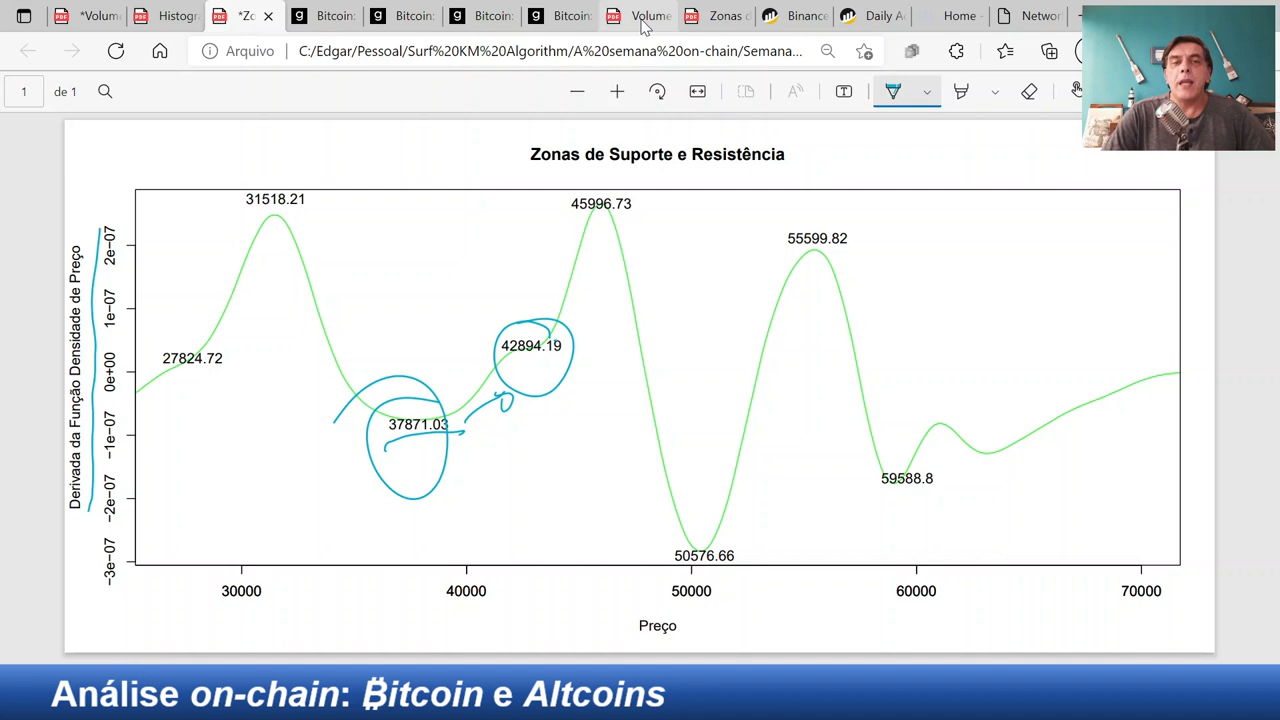 *Volum
Histogr
*Zo
Bitcoin:
Bitcoin:
Bitcoin:
Bitcoin:
Volume
Zonas d
Binance
Daily A
Home -
Networ
Arquivo
C:/Edgar/Pessoal/Surf%20KM%20Algorithm/A%20semana%20on-chain/Semana...
1 de 1
Zonas de Suporte e Resistência
31518.21
45996.73
55599.82
27824.72
42894.19
37871.03
59588.8
50576.66
Derivada da Função Densidade de Preço
2e-07
1e-07
0e+00
-1e-07
-2e-07
-3e-07
30000 40000 50000 60000 70000
Preço
Análise on-chain: ₿itcoin e Altcoins